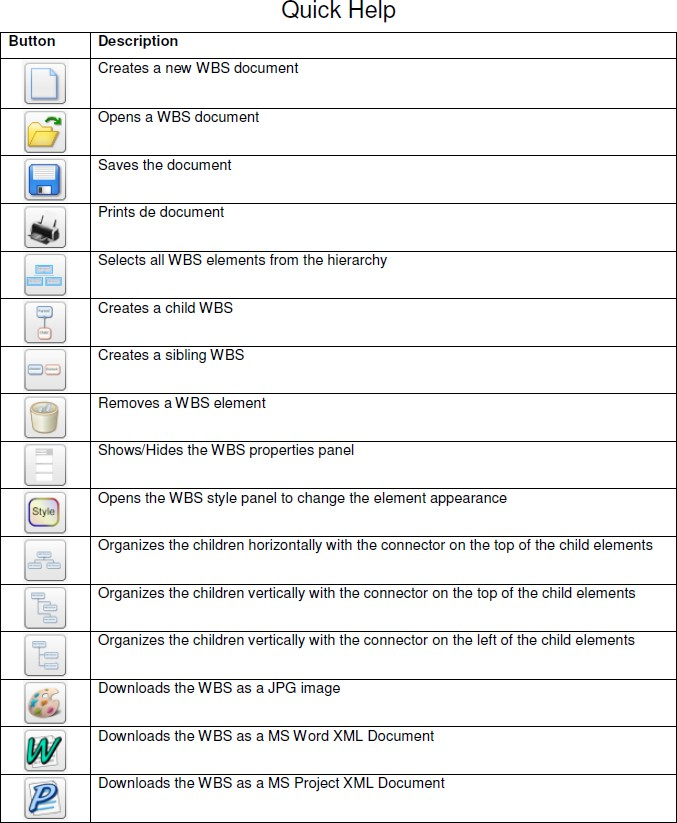 Quick Help
Button Description
Creates a new WBS document
Opens a WBS document
Saves the document
Prints de document
Selects all WBS elements from the hierarchy
Creates a child WBS
Creates a sibling WBS
Removes a WBS element
Shows/Hides the WBS properties panel
Style Opens the WBS style panel to change the element appearance
Organizes the children horizontally with the connector on the top of the child elements
Organizes the children vertically with the connector on the top of the child elements
Organizes the children vertically with the connector on the left of the child elements
Downloads the WBS as a JPG image
W Downloads the WBS as a MS Word XML Document
P Downloads the WBS as a MS Project XML Document